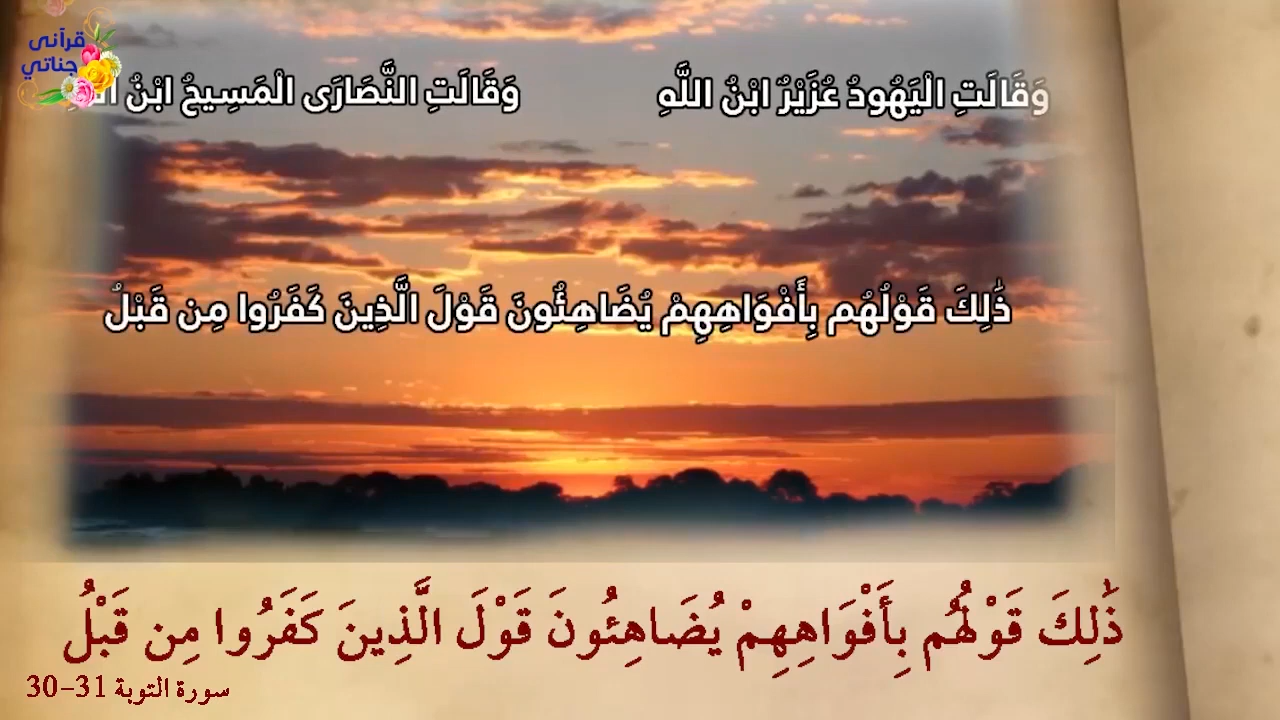 قرآنى
جناتي
وَقَالَتِ الْيَهُودُ عُزَيْرٌ ابْنُ اللَّهِ وَقَالَتِ النَّصَارَى الْمَسِيحُ ابْنُ
ذَٰلِكَ قَوْلُهُم بِأَفْوَاهِهِمْ يُضَاهِئُونَ قَوْلَ الَّذِينَ كَفَرُوا مِن قَبْلُ
ذَٰلِكَ قَوْلُهُم بِأَفْوَاهِهِمْ يُضَاهِئُونَ قَوْلَ الَّذِينَ كَفَرُوا مِن قَبْلُ
سورة التوبة 31-30